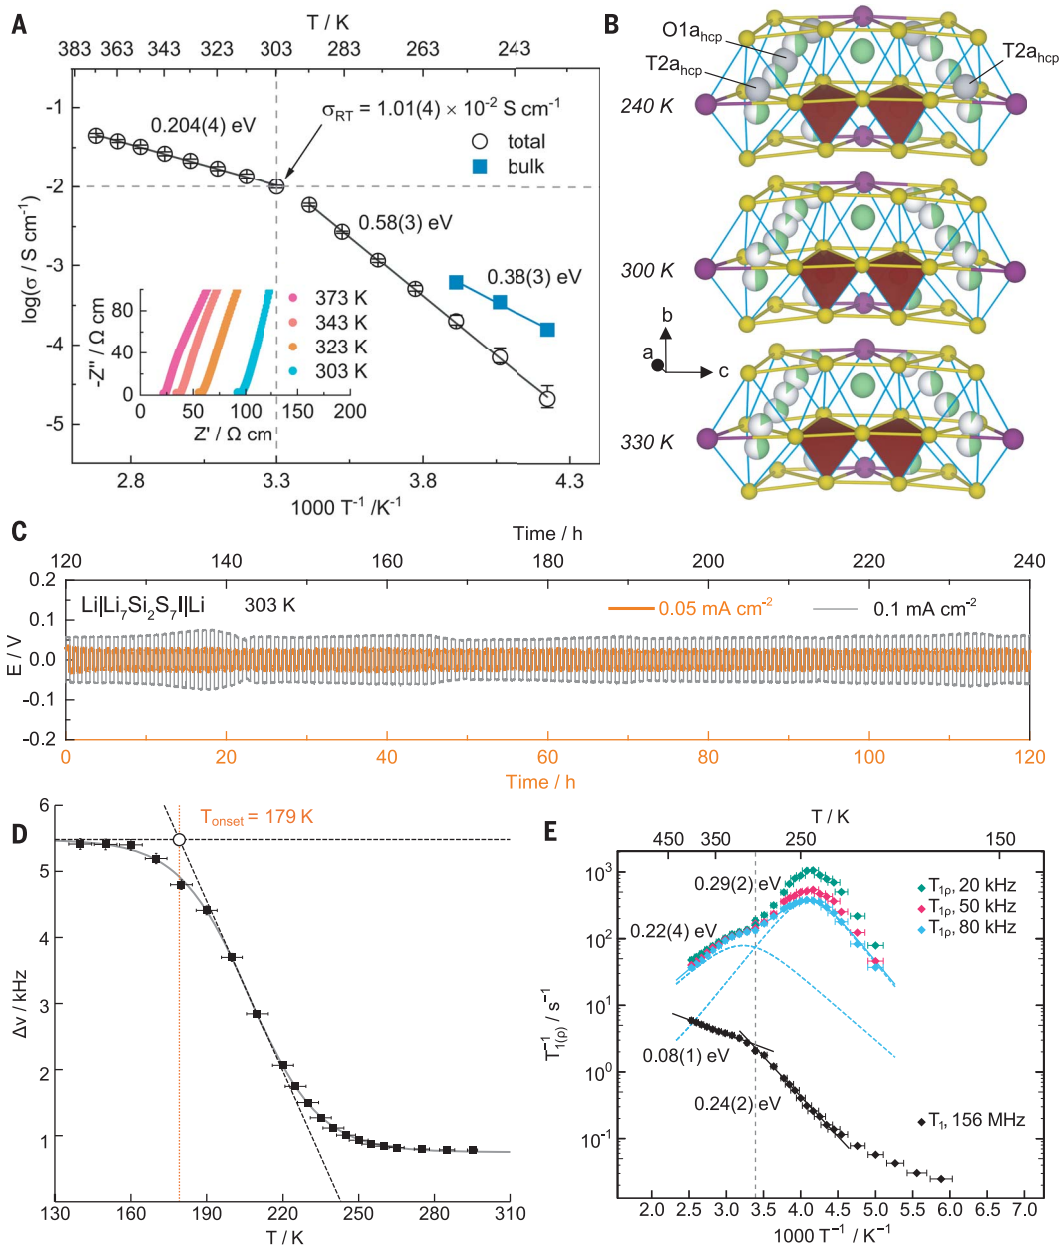 A
T / K
383 363 343 323 303 283 263 243
-1
-2
-3
-4
-5
log(σ / S cm⁻¹)
0.204(4) eV
σRT = 1.01(4) × 10⁻² S cm⁻¹
total
bulk
0.58(3) eV
0.38(3) eV
80
40
0
-Z'' / Ω cm
373 K
343 K
323 K
303 K
0 50 100 150 200
Z' / Ω cm
2.8 3.3 3.8 4.3
1000 T⁻¹ /K⁻¹
B
O1ahcp
T2ahcp
T2ahcp
240 K
300 K
b
a
c
330 K
C
Time / h
120 140 160 180 200 220 240
0.2
0.1
0.0
-0.1
-0.2
E / V
Li|Li₇Si₂S₇I|Li 303 K
0.05 mA cm⁻²
0.1 mA cm⁻²
0 20 40 60 80 100 120
Time / h
D
6
5
4
3
2
1
Δν / kHz
Tonset = 179 K
130 160 190 220 250 280 310
T / K
E
T / K
450 350 250 150
10³
10²
10¹
10⁰
10⁻¹
T⁻¹1(ρ) / s⁻¹
0.29(2) eV
T1ρ, 20 kHz
T1ρ, 50 kHz
T1ρ, 80 kHz
0.22(4) eV
0.08(1) eV
0.24(2) eV
T1, 156 MHz
2.0 2.5 3.0 3.5 4.0 4.5 5.0 5.5 6.0 7.0
1000 T⁻¹ / K⁻¹